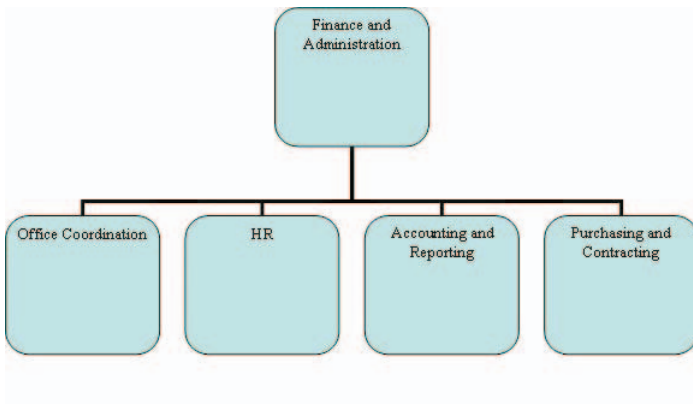 Finance and
Administration
Office Coordination
HR
Accounting and
Reporting
Purchasing and
Contracting